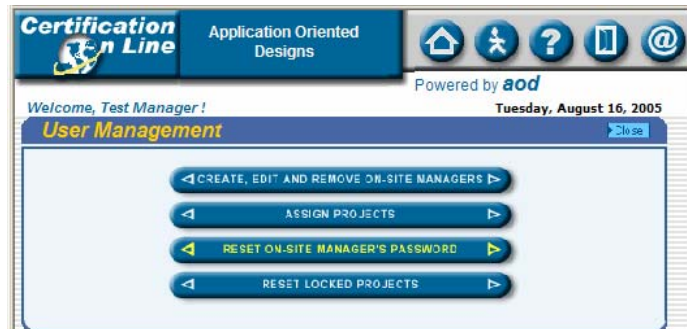 Certification
On Line
Application Oriented
Designs
Powered by aod
Welcome, Test Manager !
Tuesday, August 16, 2005
User Management
Close
CREATE, EDIT AND REMOVE ON-SITE MANAGERS
ASSIGN PROJECTS
RESET ON-SITE MANAGER'S PASSWORD
RESET LOCKED PROJECTS